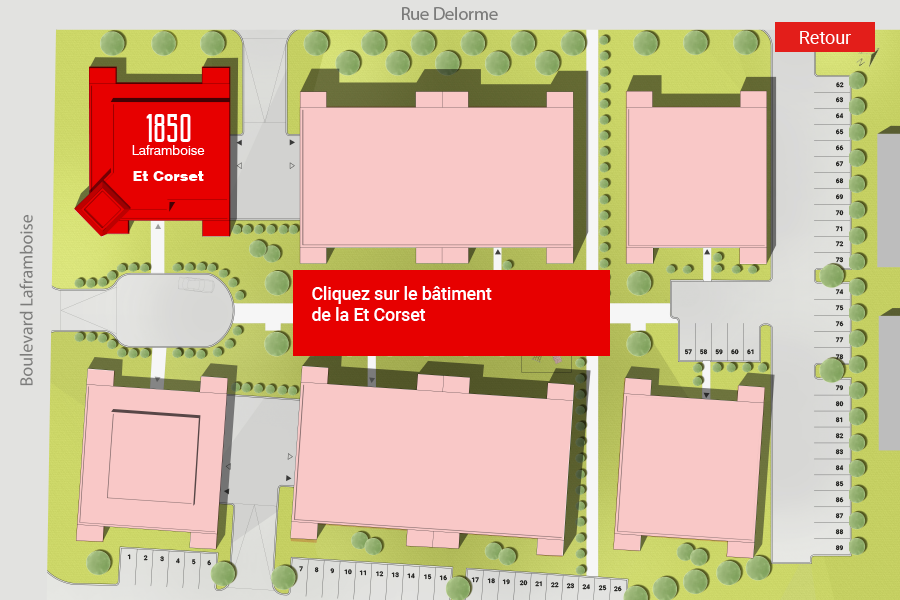 Rue Delorme
Retour
Boulevard Laframboise
1850
Laframboise
Et Corset
Cliquez sur le bâtiment
de la Et Corset
62
63
64
65
66
67
68
69
70
71
72
73
74
75
76
77
78
57 58 59 60 61
79
80
81
82
83
84
85
86
87
88
89
1 2 3 4 5 6
7 8 9 10 11 12 13 14 15 16
17 18 19 20 21 22 23 24 25 26